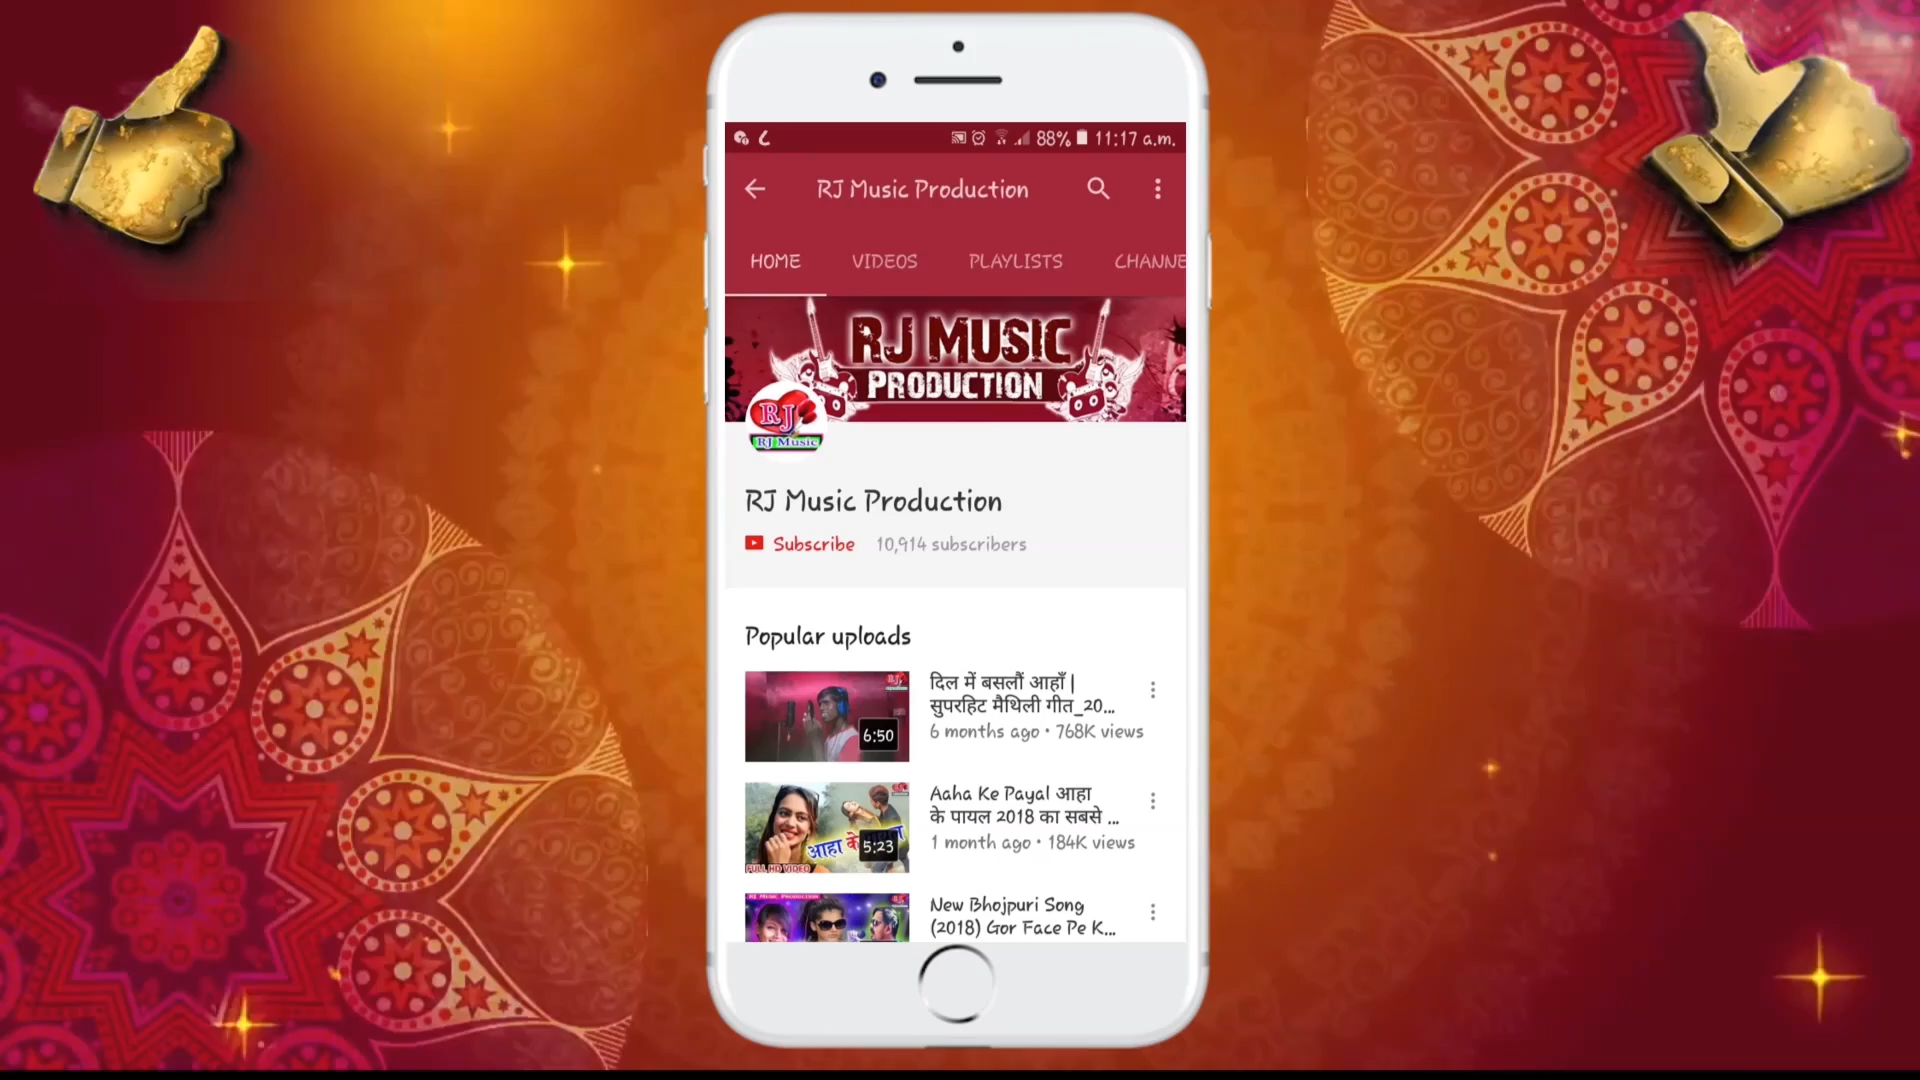 88% 11:17 a.m.
RJ Music Production
HOME VIDEOS PLAYLISTS CHANNE
RJ MUSIC
PRODUCTION
RJ
RJ Music
RJ Music Production
Subscribe 10,914 subscribers
Popular uploads
6:50
दिल में बसलौं आहाँ |
सुपरहिट मैथिली गीत_20...
6 months ago • 768K views
आहा के
5:23
FULL HD VIDEO
Aaha Ke Payal आहा
के पायल 2018 का सबसे ...
1 month ago • 184K views
New Bhojpuri Song
(2018) Gor Face Pe K...